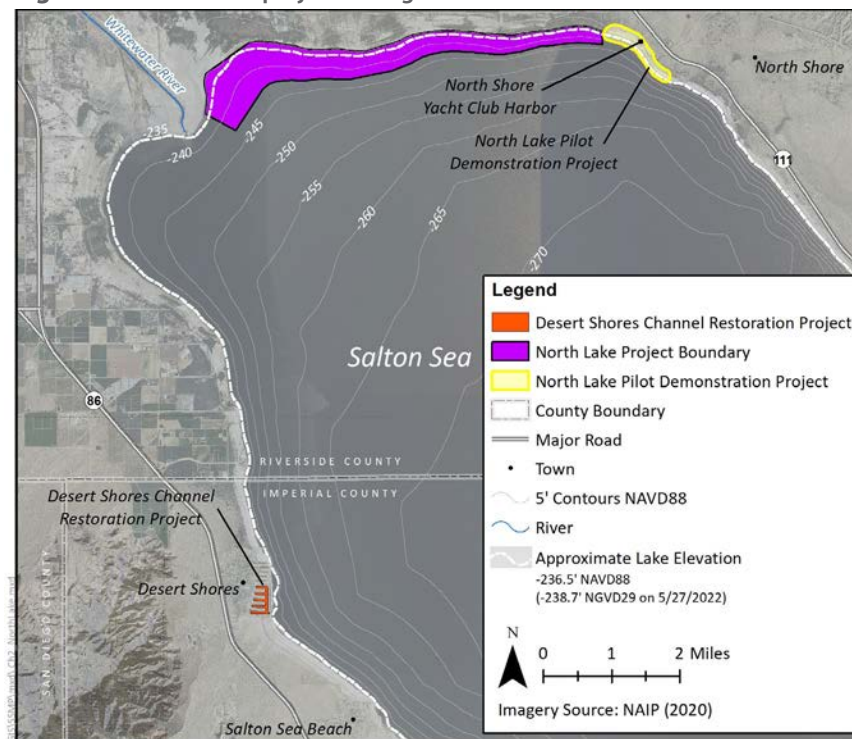 Whitewater River
North Shore
North Shore
Yacht Club Harbor
North Lake Pilot
Demonstration Project
111
-235
-240
-245
-250
-255
-260
-265
-270
Salton Sea
86
RIVERSIDE COUNTY
IMPERIAL COUNTY
Desert Shores Channel
Restoration Project
Desert Shores
SAN DIEGO COUNTY
Salton Sea Beach
Legend
Desert Shores Channel Restoration Project
North Lake Project Boundary
North Lake Pilot Demonstration Project
County Boundary
Major Road
Town
5' Contours NAVD88
River
Approximate Lake Elevation
-236.5' NAVD88
(-238.7' NGVD29 on 5/27/2022)
N
0 1 2 Miles
Imagery Source: NAIP (2020)